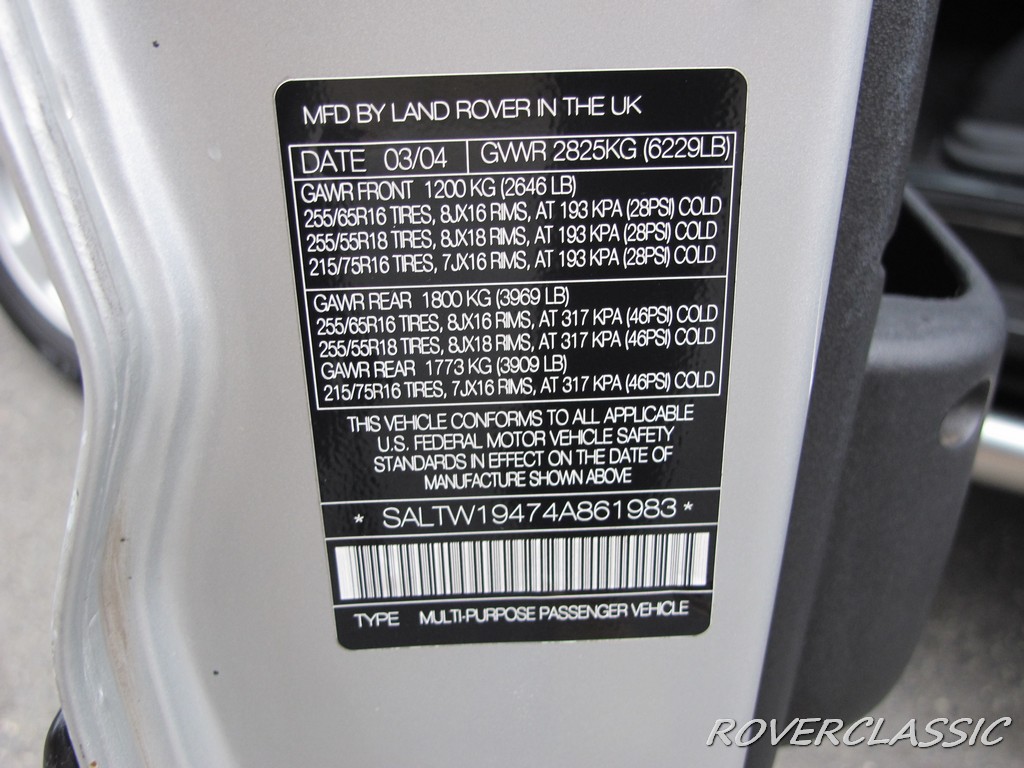 MFD BY LAND ROVER IN THE UK
DATE 03/04 GVWR 2825KG (6229LB)
GAWR FRONT 1200 KG (2646 LB)
255/65R16 TIRES, 8JX16 RIMS, AT 193 KPA (28PSI) COLD
255/55R18 TIRES, 8JX18 RIMS, AT 193 KPA (28PSI) COLD
215/75R16 TIRES, 7JX16 RIMS, AT 193 KPA (28PSI) COLD
GAWR REAR 1800 KG (3969 LB)
255/65R16 TIRES, 8JX16 RIMS, AT 317 KPA (46PSI) COLD
255/55R18 TIRES, 8JX18 RIMS, AT 317 KPA (46PSI) COLD
GAWR REAR 1773 KG (3909 LB)
215/75R16 TIRES, 7JX16 RIMS, AT 317 KPA (46PSI) COLD
THIS VEHICLE CONFORMS TO ALL APPLICABLE
U.S. FEDERAL MOTOR VEHICLE SAFETY
STANDARDS IN EFFECT ON THE DATE OF
MANUFACTURE SHOWN ABOVE
* SALTW19474A861983 *
TYPE MULTI-PURPOSE PASSENGER VEHICLE
ROVERCLASSIC